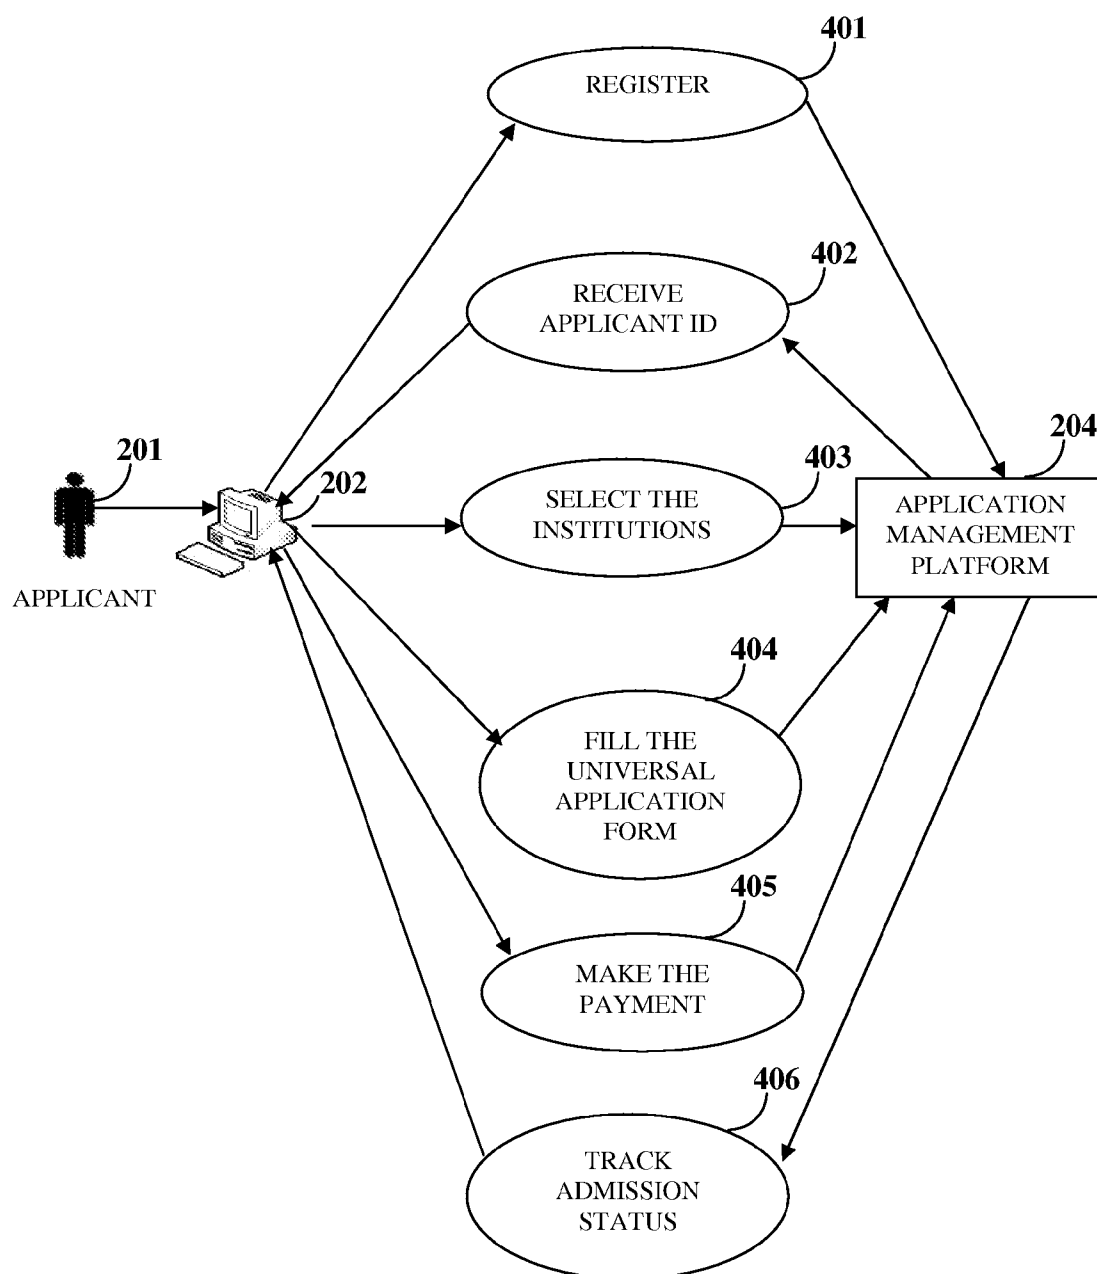 401
REGISTER
402
RECEIVE
APPLICANT ID
201
202
403
204
SELECT THE
INSTITUTIONS
APPLICATION
MANAGEMENT
PLATFORM
APPLICANT
404
FILL THE
UNIVERSAL
APPLICATION
FORM
405
MAKE THE
PAYMENT
406
TRACK
ADMISSION
STATUS